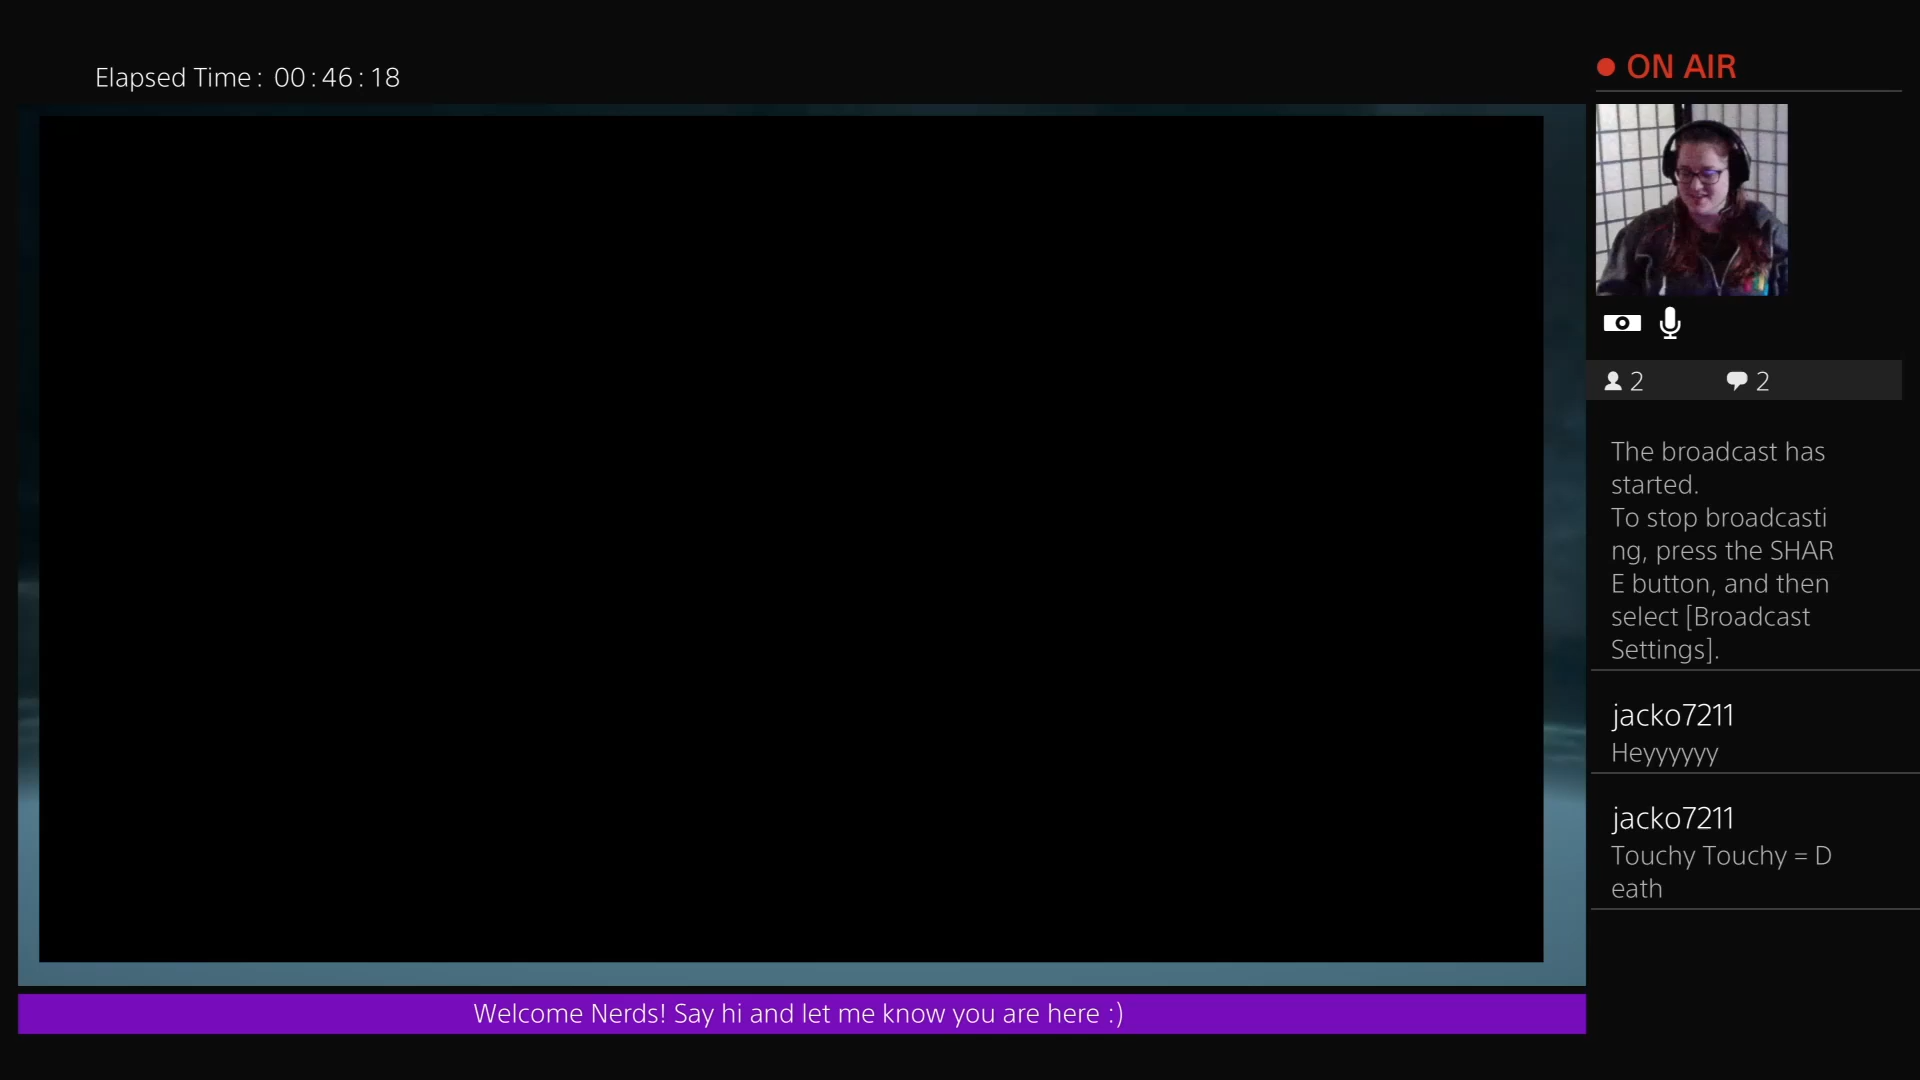 Elapsed Time : 00 : 46 : 18
ON AIR
2 2
The broadcast has
started.
To stop broadcasti
ng, press the SHAR
E button, and then
select [Broadcast
Settings].
jacko7211
Heyyyyyy
jacko7211
Touchy Touchy = D
eath
Welcome Nerds! Say hi and let me know you are here :)